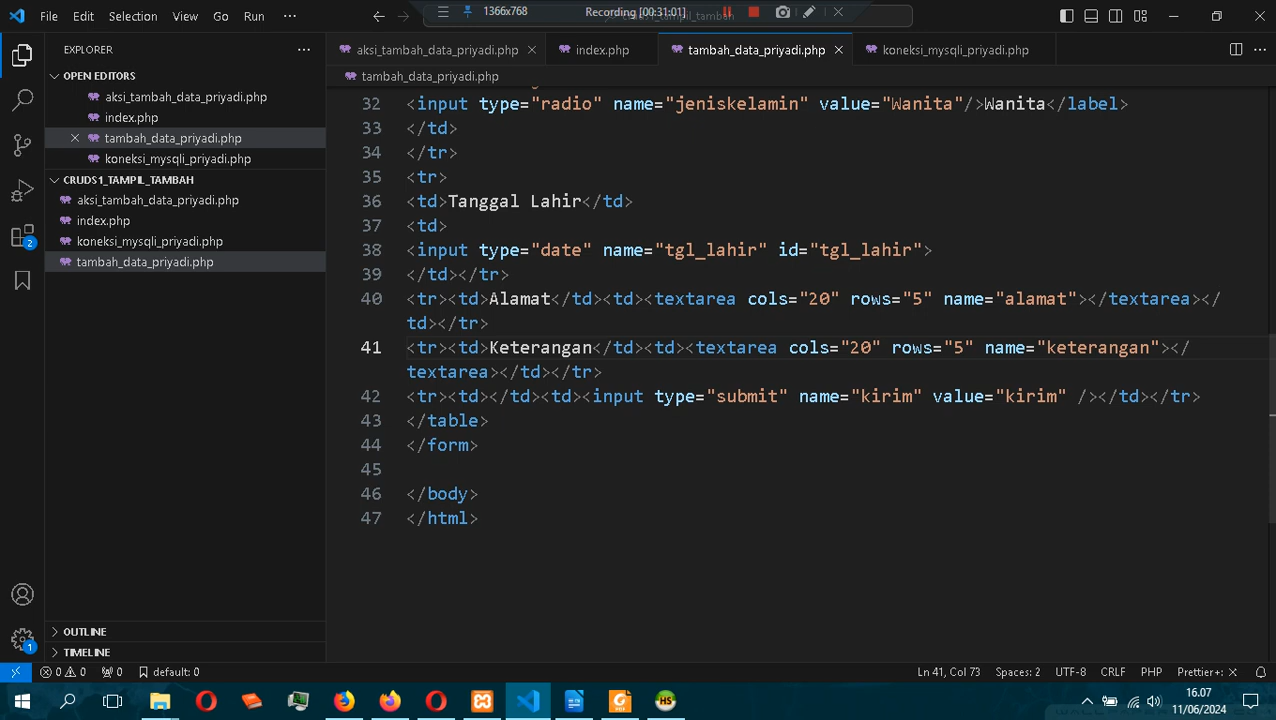 File Edit Selection View Go Run ···
1366x768 Recording [00:31:01]
EXPLORER ···
aksi_tambah_data_priyadi.php index.php tambah_data_priyadi.php koneksi_mysqli_priyadi.php
OPEN EDITORS
tambah_data_priyadi.php
aksi_tambah_data_priyadi.php
index.php
tambah_data_priyadi.php
koneksi_mysqli_priyadi.php
CRUDS1_TAMPIL_TAMBAH
aksi_tambah_data_priyadi.php
index.php
koneksi_mysqli_priyadi.php
tambah_data_priyadi.php
32 <input type="radio" name="jeniskelamin" value="Wanita"/>Wanita</label>
33 </td>
34 </tr>
35 <tr>
36 <td>Tanggal Lahir</td>
37 <td>
38 <input type="date" name="tgl_lahir" id="tgl_lahir">
39 </td></tr>
40 <tr><td>Alamat</td><td><textarea cols="20" rows="5" name="alamat"></textarea></
td></tr>
41 <tr><td>Keterangan</td><td><textarea cols="20" rows="5" name="keterangan"></
textarea></td></tr>
42 <tr><td></td><td><input type="submit" name="kirim" value="kirim" /></td></tr>
43 </table>
44 </form>
45
46 </body>
47 </html>
OUTLINE
TIMELINE
2
1
0 0 0 default: 0 Ln 41, Col 73 Spaces: 2 UTF-8 CRLF PHP Prettier+:
16.07
11/06/2024